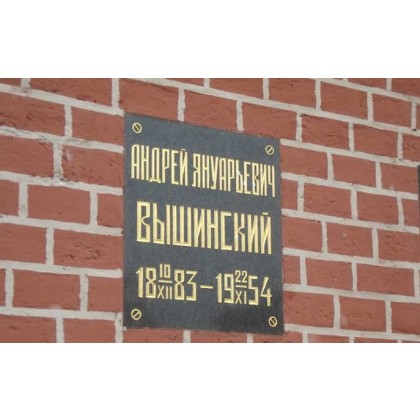 АНДРЕЙ ЯНУАРЬЕВИЧ
ВЫШИНСКИЙ
18 10/XII 83 – 19 22/XI 54